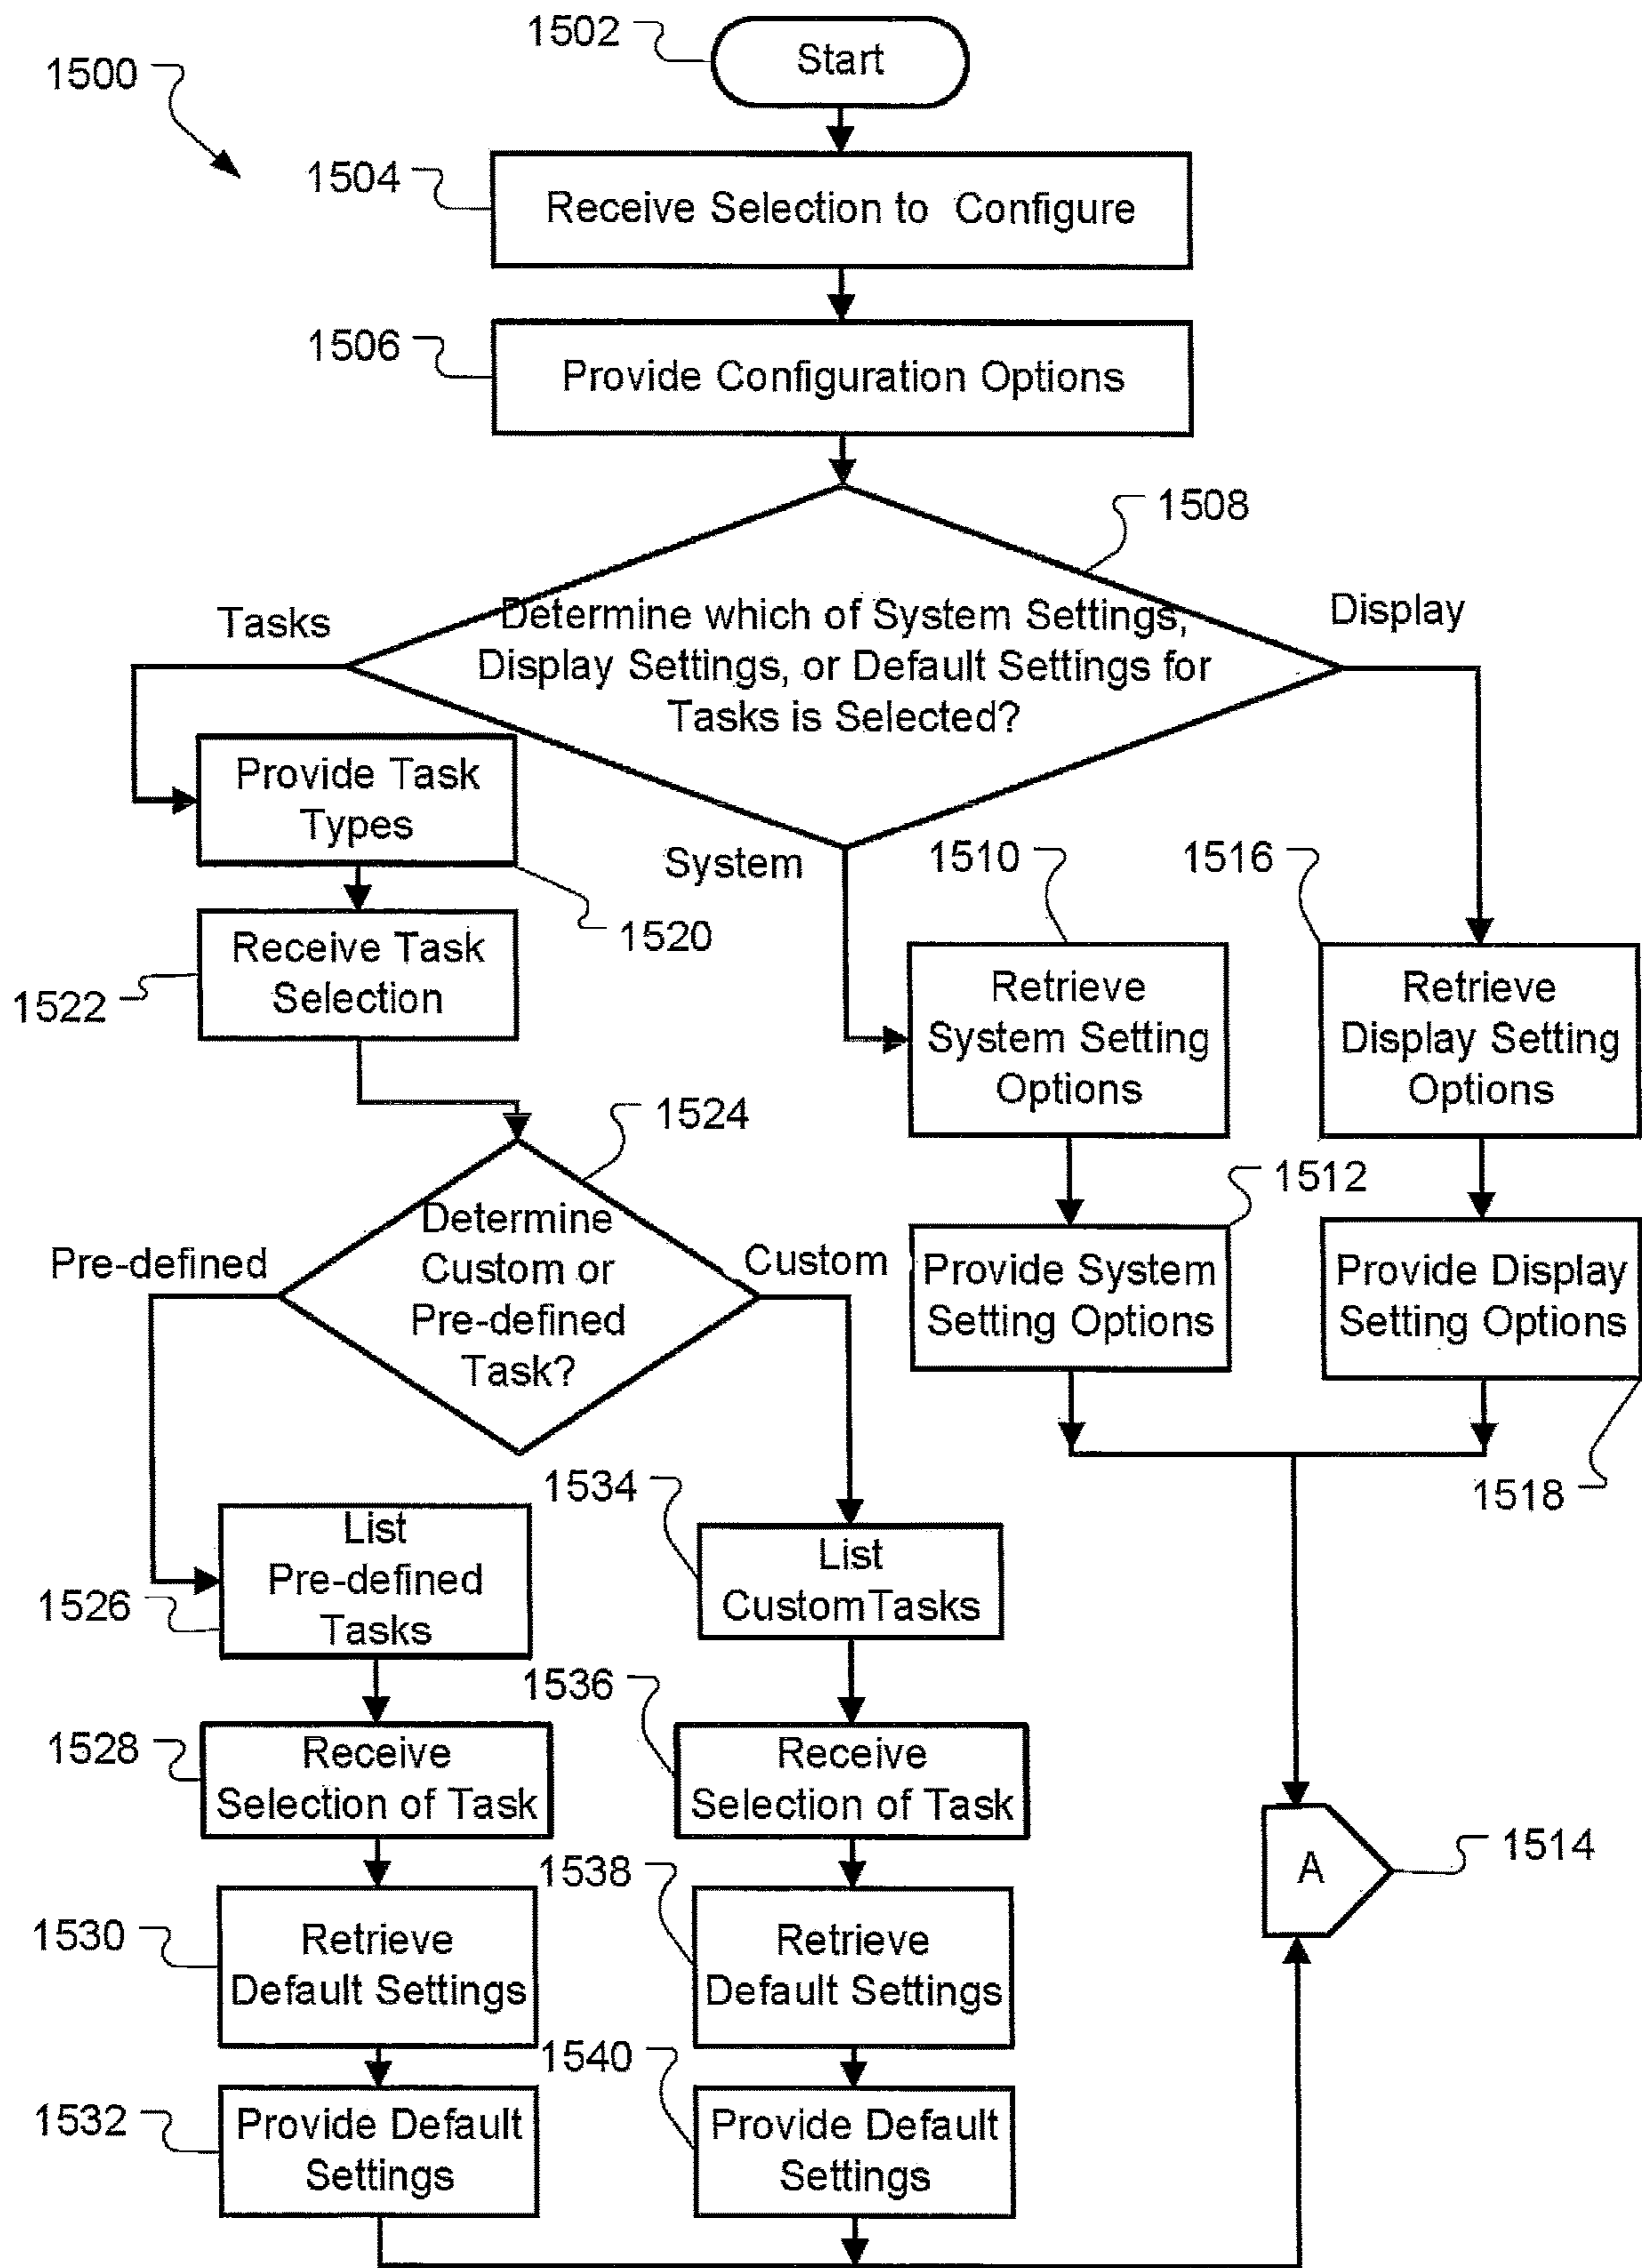 1502
Start
1500
1504
Receive Selection to Configure
1506
Provide Configuration Options
1508
Tasks
Display
Determine which of System Settings,
Display Settings, or Default Settings for
Tasks is Selected?
Provide Task
Types
System
1510
1516
1520
Receive Task
Selection
1522
Retrieve
System Setting
Options
Retrieve
Display Setting
Options
1524
1512
Determine
Custom or
Pre-defined
Task?
Pre-defined
Custom
Provide System
Setting Options
Provide Display
Setting Options
1518
1534
List
Pre-defined
Tasks
1526
List
CustomTasks
1536
1528
Receive
Selection of Task
Receive
Selection of Task
1514
A
1538
1530
Retrieve
Default Settings
Retrieve
Default Settings
1540
1532
Provide Default
Settings
Provide Default
Settings